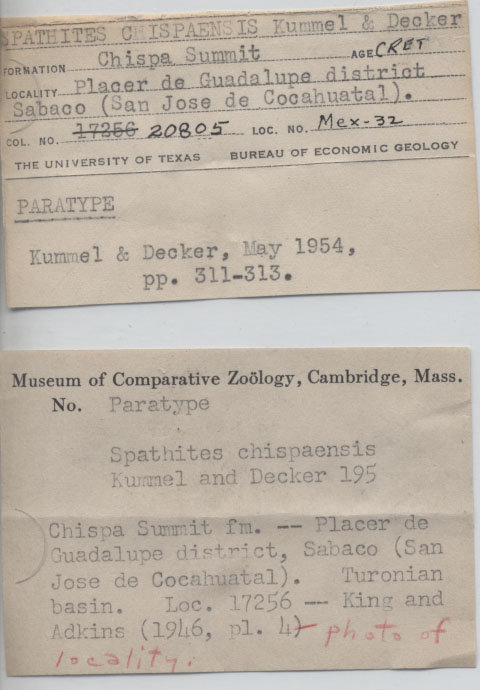 SPATHITES CHISPAENSIS Kummel & Decker
FORMATION Chispa Summit AGE CRET
LOCALITY Placer de Guadalupe district
Sabaco (San Jose de Cocahuatal).
COL. NO. 17256 20805 LOC. NO. Mex-32
THE UNIVERSITY OF TEXAS BUREAU OF ECONOMIC GEOLOGY
PARATYPE
Kummel & Decker, May 1954,
pp. 311-313.
Museum of Comparative Zoölogy, Cambridge, Mass.
No. Paratype
Spathites chispaensis
Kummel and Decker 195
Chispa Summit fm. -- Placer de
Guadalupe district, Sabaco (San
Jose de Cocahuatal). Turonian
basin. Loc. 17256 -- King and
Adkins (1946, pl. 4) - photo of
locality.